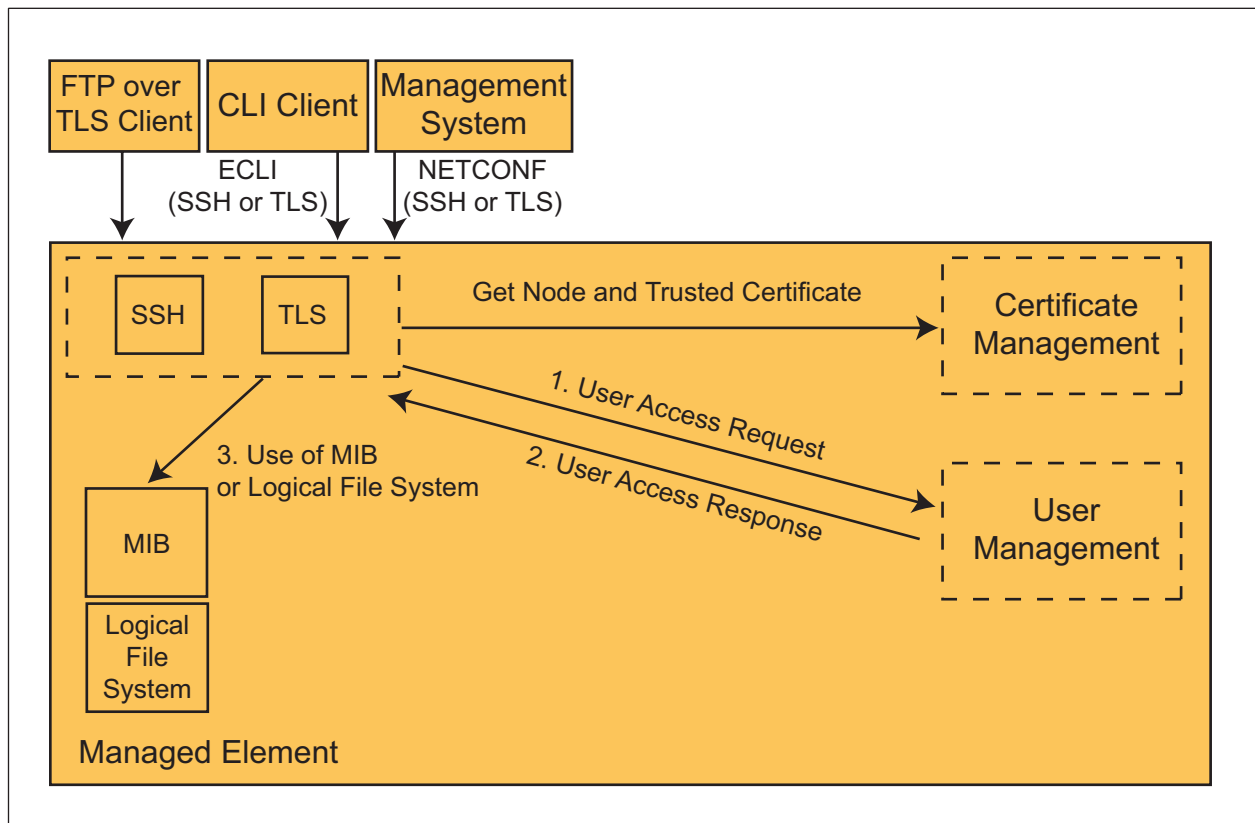 FTP over
TLS Client
CLI Client
Management
System
ECLI
(SSH or TLS)
NETCONF
(SSH or TLS)
SSH
TLS
Get Node and Trusted Certificate
Certificate
Management
1. User Access Request
2. User Access Response
3. Use of MIB
or Logical File System
User
Management
MIB
Logical
File
System
Managed Element